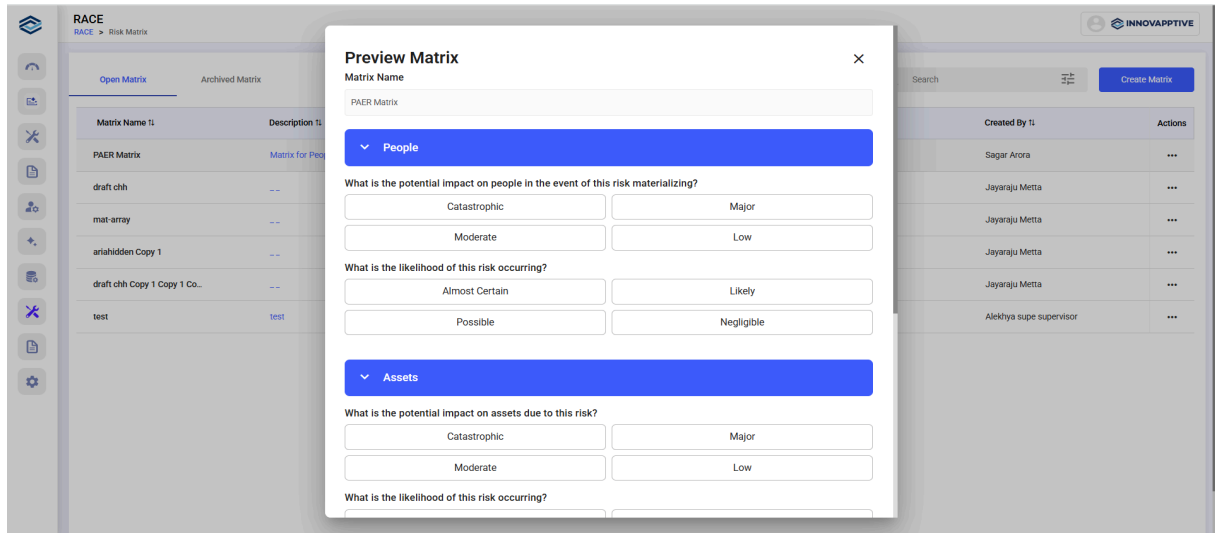 RACE
RACE > Risk Matrix
INNOVAPPTIVE
Open Matrix
Archived Matrix
Search
Create Matrix
Matrix Name
Description
Created By
Actions
PAER Matrix
Matrix for Peo
Sagar Arora
draft chh
_ _
Jayaraju Metta
mat-array
_ _
Jayaraju Metta
ariahidden Copy 1
_ _
Jayaraju Metta
draft chh Copy 1 Copy 1 Co...
_ _
Jayaraju Metta
test
test
Alekhya supe supervisor
Preview Matrix
Matrix Name
PAER Matrix
People
What is the potential impact on people in the event of this risk materializing?
Catastrophic
Major
Moderate
Low
What is the likelihood of this risk occurring?
Almost Certain
Likely
Possible
Negligible
Assets
What is the potential impact on assets due to this risk?
Catastrophic
Major
Moderate
Low
What is the likelihood of this risk occurring?